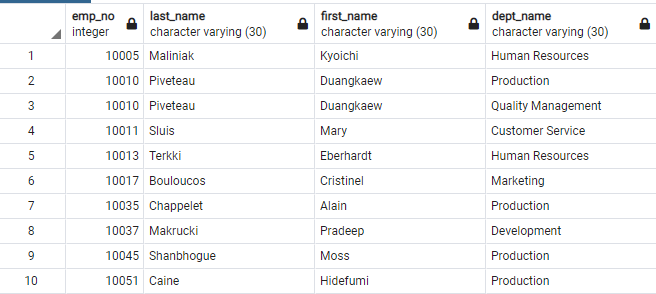 emp_no last_name first_name dept_name
integer character varying (30) character varying (30) character varying (30)
1 10005 Maliniak Kyoichi Human Resources
2 10010 Piveteau Duangkaew Production
3 10010 Piveteau Duangkaew Quality Management
4 10011 Sluis Mary Customer Service
5 10013 Terkki Eberhardt Human Resources
6 10017 Bouloucos Cristinel Marketing
7 10035 Chappelet Alain Production
8 10037 Makrucki Pradeep Development
9 10045 Shanbhogue Moss Production
10 10051 Caine Hidefumi Production